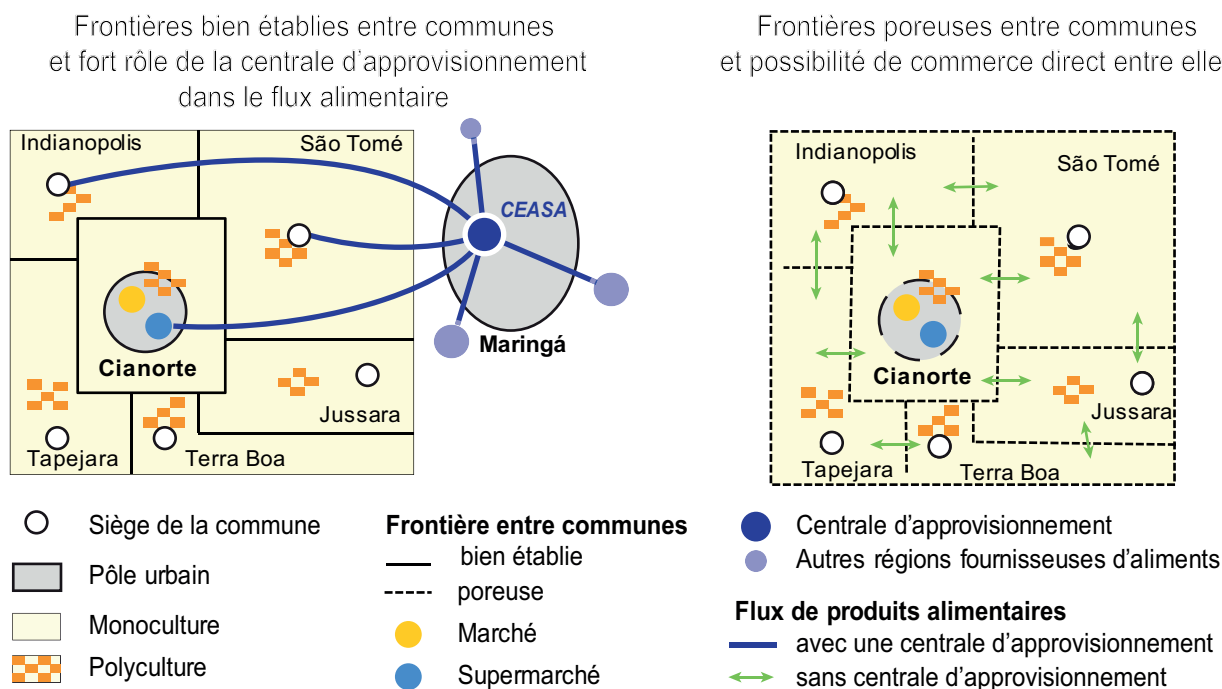 Frontières bien établies entre communes
et fort rôle de la centrale d'approvisionnement
dans le flux alimentaire
Indianopolis
São Tomé
CEASA
Maringá
Cianorte
Jussara
Tapejara
Terra Boa
Frontières poreuses entre communes
et possibilité de commerce direct entre elle
Indianopolis
São Tomé
Cianorte
Jussara
Tapejara
Terra Boa
Siège de la commune
Pôle urbain
Monoculture
Polyculture
Frontière entre communes
bien établie
poreuse
Marché
Supermarché
Centrale d'approvisionnement
Autres régions fournisseuses d'aliments
Flux de produits alimentaires
avec une centrale d'approvisionnement
sans centrale d'approvisionnement